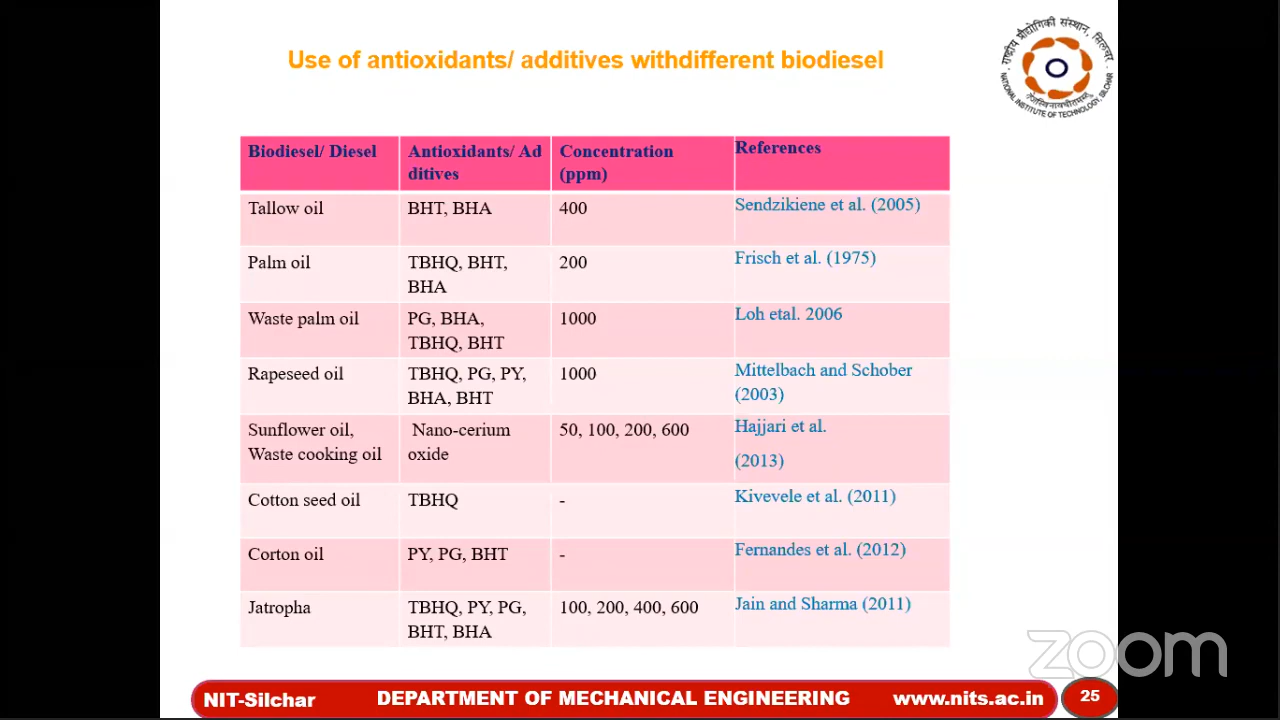 Use of antioxidants/ additives withdifferent biodiesel
राष्ट्रीय प्रौद्योगिकी संस्थान, सिलचर
NATIONAL INSTITUTE OF TECHNOLOGY, SILCHAR
Biodiesel/ Diesel
Antioxidants/ Ad
ditives
Concentration
(ppm)
References
Tallow oil
BHT, BHA
400
Sendzikiene et al. (2005)
Palm oil
TBHQ, BHT,
BHA
200
Frisch et al. (1975)
Waste palm oil
PG, BHA,
TBHQ, BHT
1000
Loh etal. 2006
Rapeseed oil
TBHQ, PG, PY,
BHA, BHT
1000
Mittelbach and Schober
(2003)
Sunflower oil,
Waste cooking oil
Nano-cerium
oxide
50, 100, 200, 600
Hajjari et al.
(2013)
Cotton seed oil
TBHQ
-
Kivevele et al. (2011)
Corton oil
PY, PG, BHT
-
Fernandes et al. (2012)
Jatropha
TBHQ, PY, PG,
BHT, BHA
100, 200, 400, 600
Jain and Sharma (2011)
zoom
NIT-Silchar
DEPARTMENT OF MECHANICAL ENGINEERING
www.nits.ac.in
25